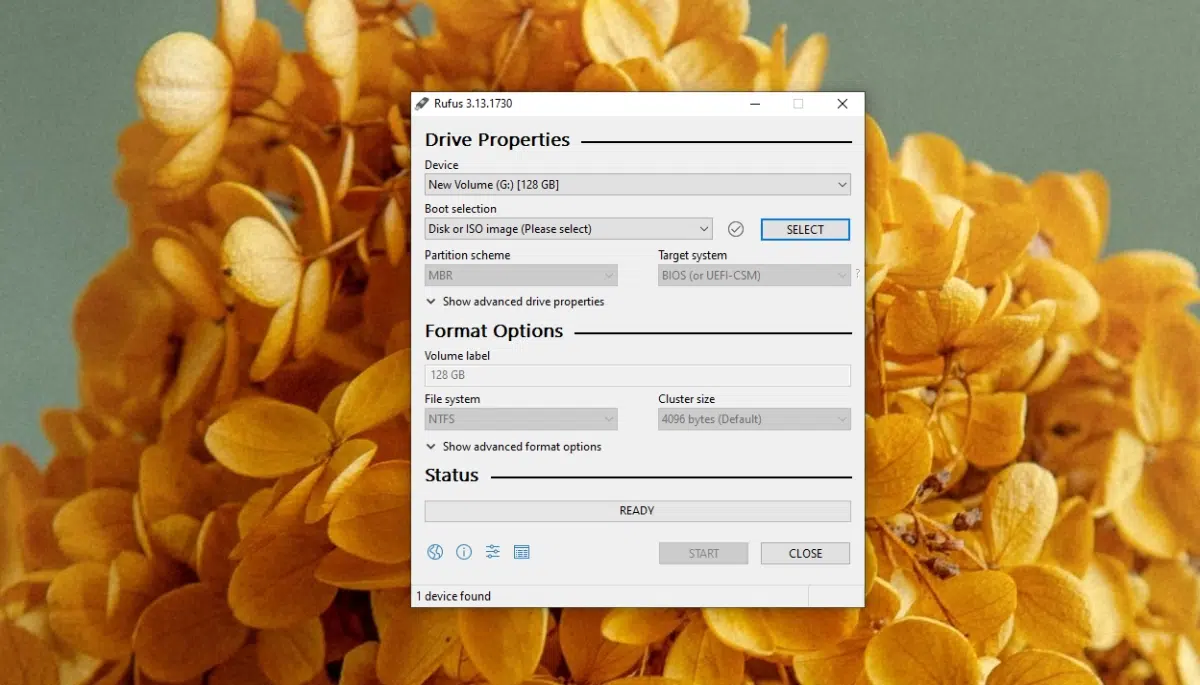 Rufus 3.13.1730
Drive Properties
Device
New Volume (G:) [128 GB]
Boot selection
Disk or ISO image (Please select)
SELECT
Partition scheme
Target system
MBR
BIOS (or UEFI-CSM)
?
Show advanced drive properties
Format Options
Volume label
128 GB
File system
Cluster size
NTFS
4096 bytes (Default)
Show advanced format options
Status
READY
START
CLOSE
1 device found